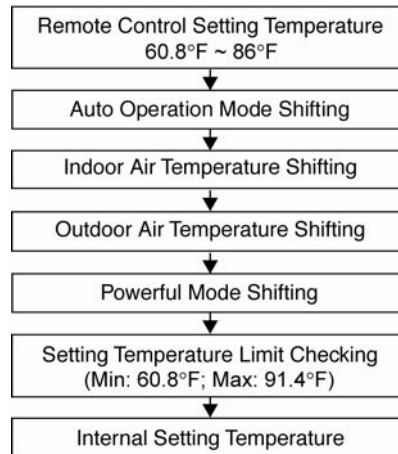 Remote Control Setting Temperature
60.8°F ~ 86°F
Auto Operation Mode Shifting
Indoor Air Temperature Shifting
Outdoor Air Temperature Shifting
Powerful Mode Shifting
Setting Temperature Limit Checking
(Min: 60.8°F; Max: 91.4°F)
Internal Setting Temperature